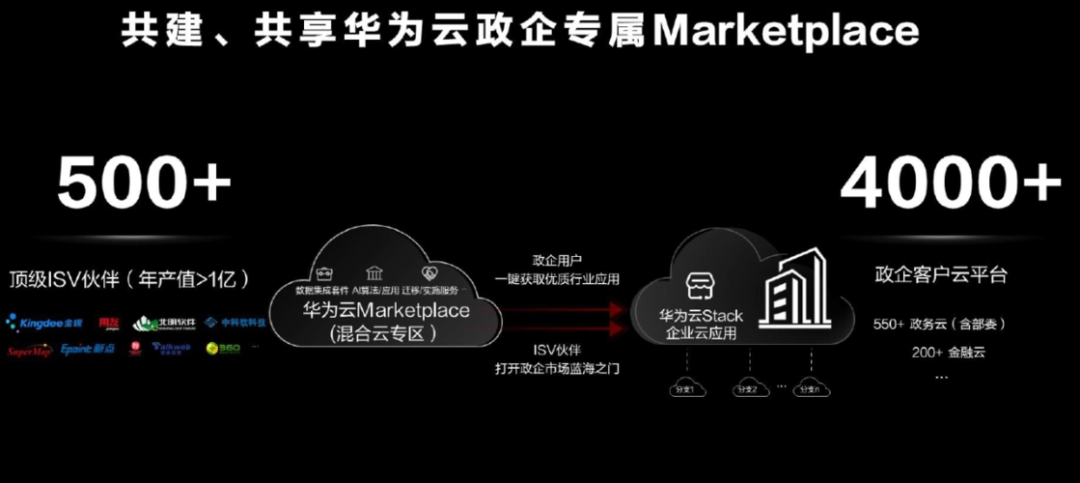 共建、共享华为云政企专属Marketplace
500+
顶级ISV伙伴（年产值>1亿）
Kingdee金蝶 用友 北明软件 中科软科技
SuperMap Epoint新点 Talkweb 360 ...
数据集成套件 AI算法/应用 迁移/实施服务 ...
华为云Marketplace
(混合云专区)
政企用户
一键获取优质行业应用
ISV伙伴
打开政企市场蓝海之门
华为云Stack
企业云应用
分支1 分支2 ... 分支n
4000+
政企客户云平台
550+ 政务云（含部委）
200+ 金融云
...